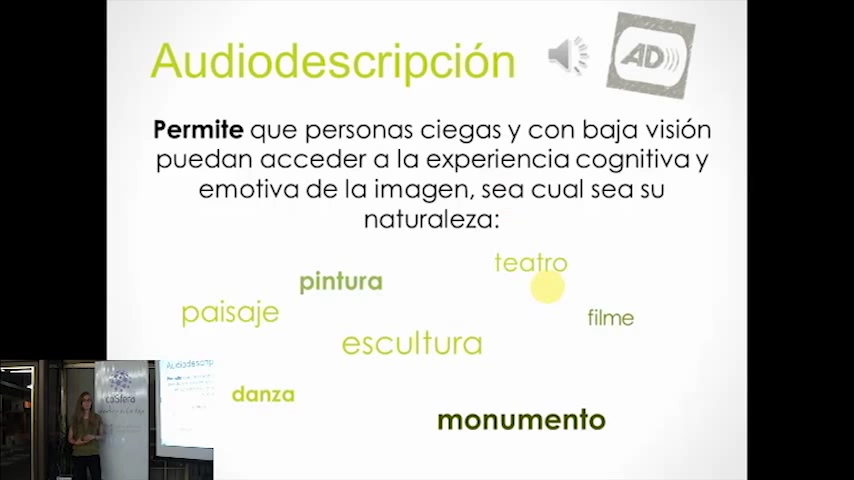 Audiodescripción
AD
Permite que personas ciegas y con baja visión
puedan acceder a la experiencia cognitiva y
emotiva de la imagen, sea cual sea su
naturaleza:
teatro
pintura
paisaje
filme
escultura
danza
monumento
Audiodescrip